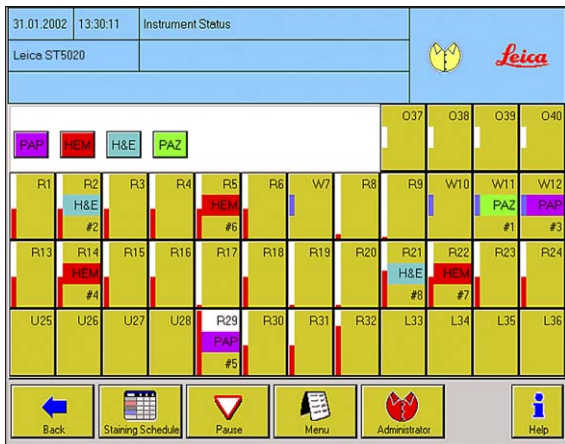 31.01.2002 13:30:11 Instrument Status
Leica ST5020
Leica
O37 O38 O39 O40
PAP HEM H&E PAZ
R1 R2 R3 R4 R5 R6 W7 R8 R9 W10 W11 W12
H&E HEM PAZ PAP
#2 #6 #1 #3
R13 R14 R15 R16 R17 R18 R19 R20 R21 R22 R23 R24
HEM H&E HEM
#4 #8 #7
U25 U26 U27 U28 R29 R30 R31 R32 L33 L34 L35 L36
PAP
#5
Back Staining Schedule Pause Menu Administrator Help